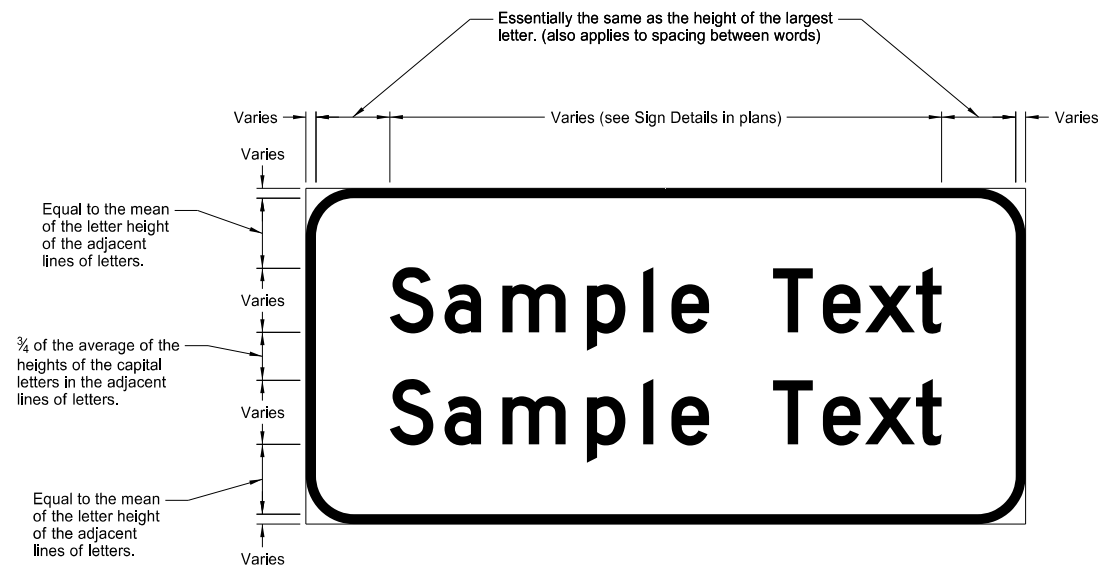 Essentially the same as the height of the largest
letter. (also applies to spacing between words)
Varies
Varies (see Sign Details in plans)
Varies
Varies
Equal to the mean
of the letter height
of the adjacent
lines of letters.
Varies
Sample Text
¾ of the average of the
heights of the capital
letters in the adjacent
lines of letters.
Varies
Sample Text
Equal to the mean
of the letter height
of the adjacent
lines of letters.
Varies